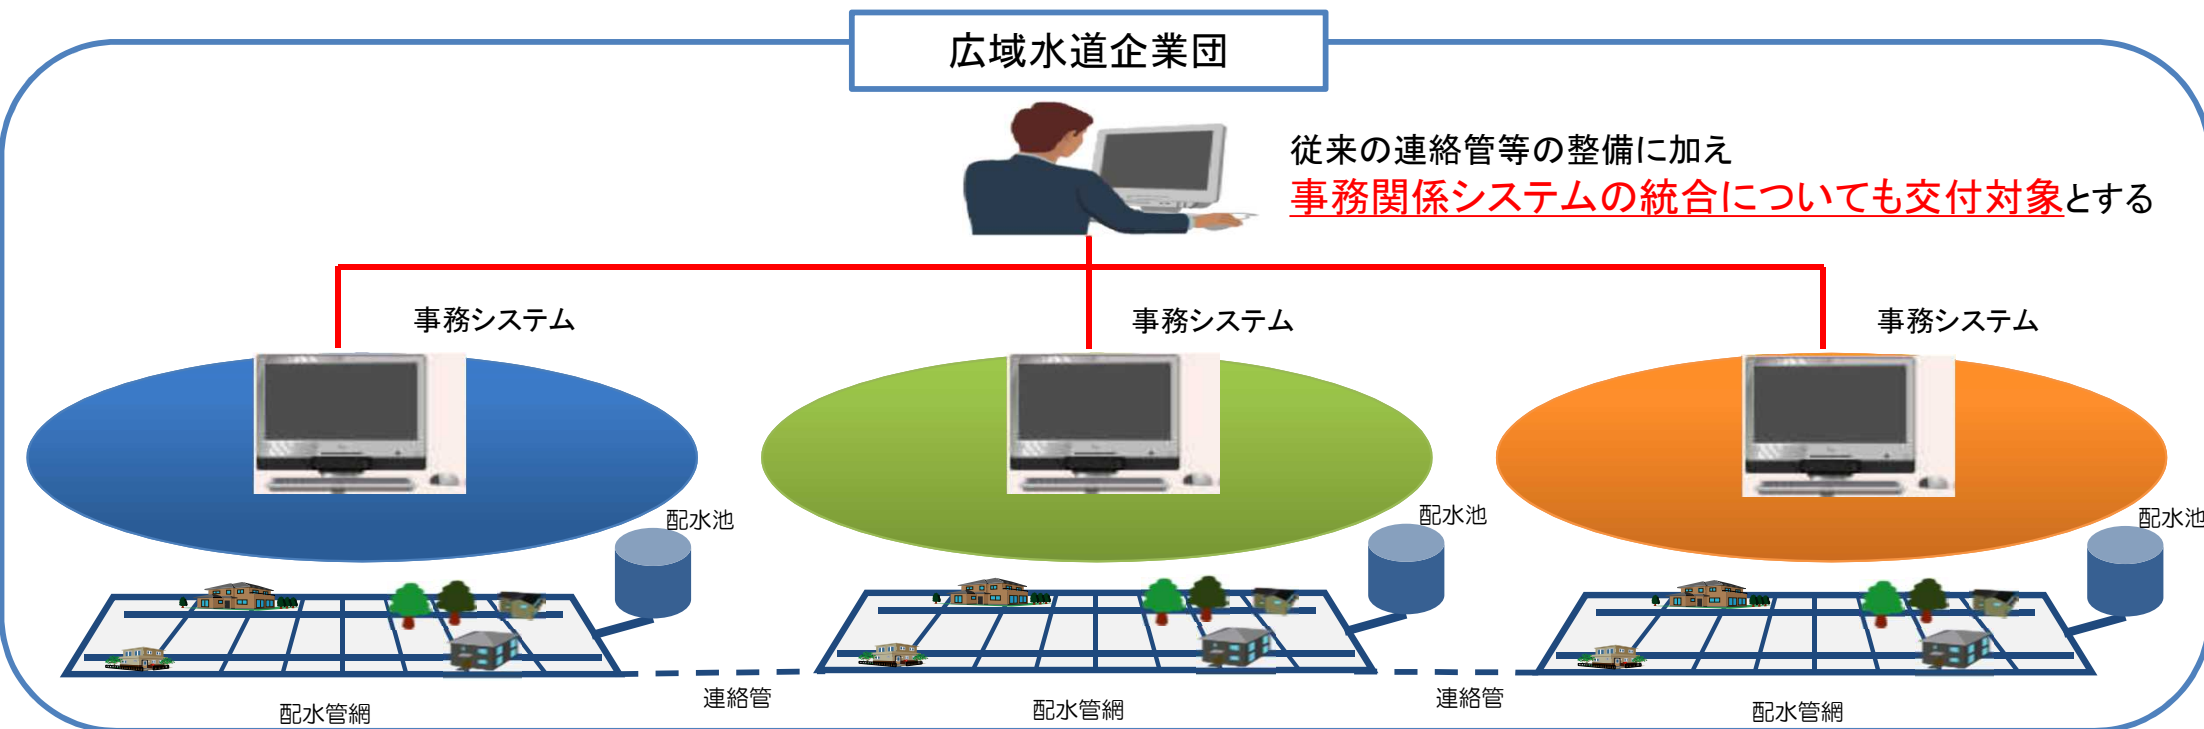 広域水道企業団
従来の連絡管等の整備に加え
事務関係システムの統合についても交付対象とする
事務システム
事務システム
事務システム
配水池
配水池
配水池
連絡管
連絡管
配水管網
配水管網
配水管網